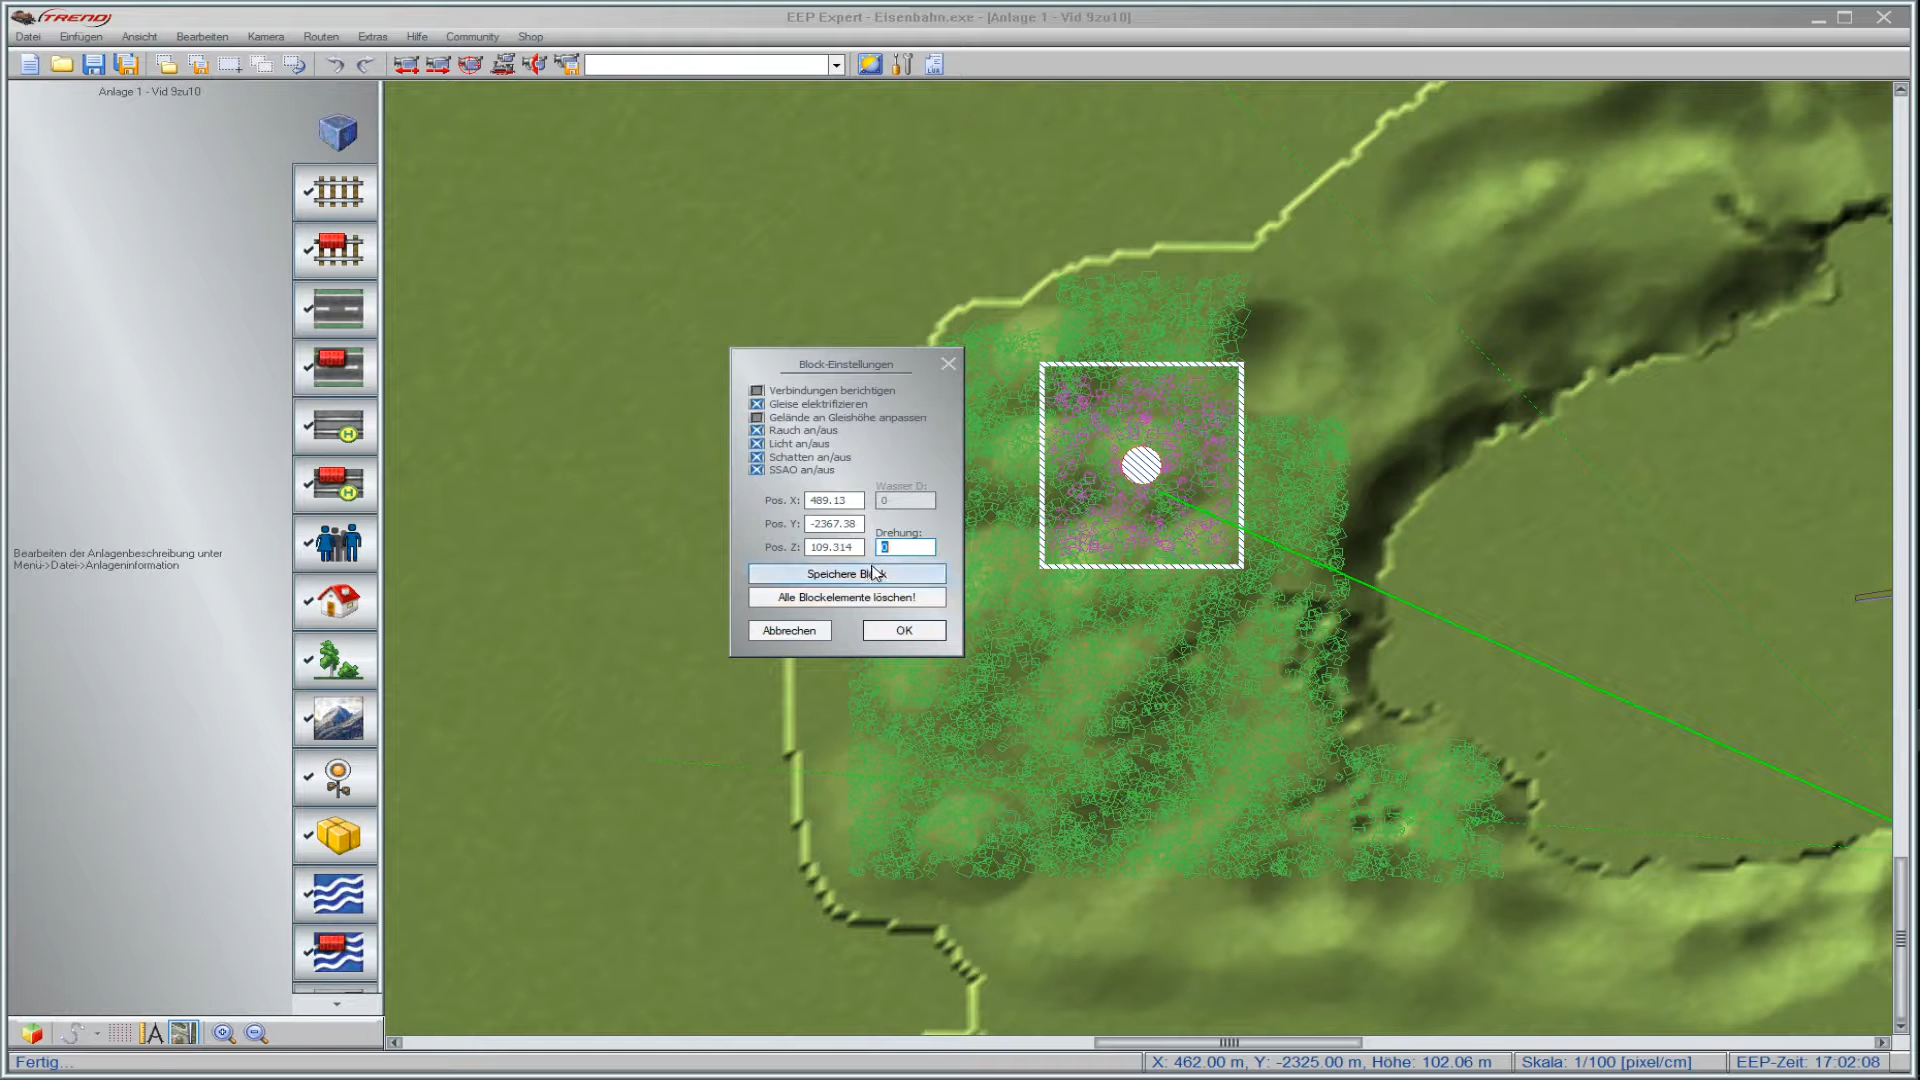 TREND
EEP Expert - Eisenbahn.exe - [Anlage 1 - Vid 9zu10]
Datei Einfügen Ansicht Bearbeiten Kamera Routen Extras Hilfe Community Shop
LUA
Anlage 1 - Vid 9zu10
Bearbeiten der Anlagenbeschreibung unter
Menü->Datei->Anlageninformation
H
H
Block-Einstellungen
Verbindungen berichtigen
Gleise elektrifizieren
Gelände an Gleishöhe anpassen
Rauch an/aus
Licht an/aus
Schatten an/aus
SSAO an/aus
Wasser D:
Pos. X: 489.13 0
Pos. Y: -2367.38
Drehung:
Pos. Z: 109.314 0
Speichere Block
Alle Blockelemente löschen!
Abbrechen OK
Fertig... X: 462.00 m, Y: -2325.00 m, Höhe: 102.06 m Skala: 1/100 [pixel/cm] EEP-Zeit: 17:02:08